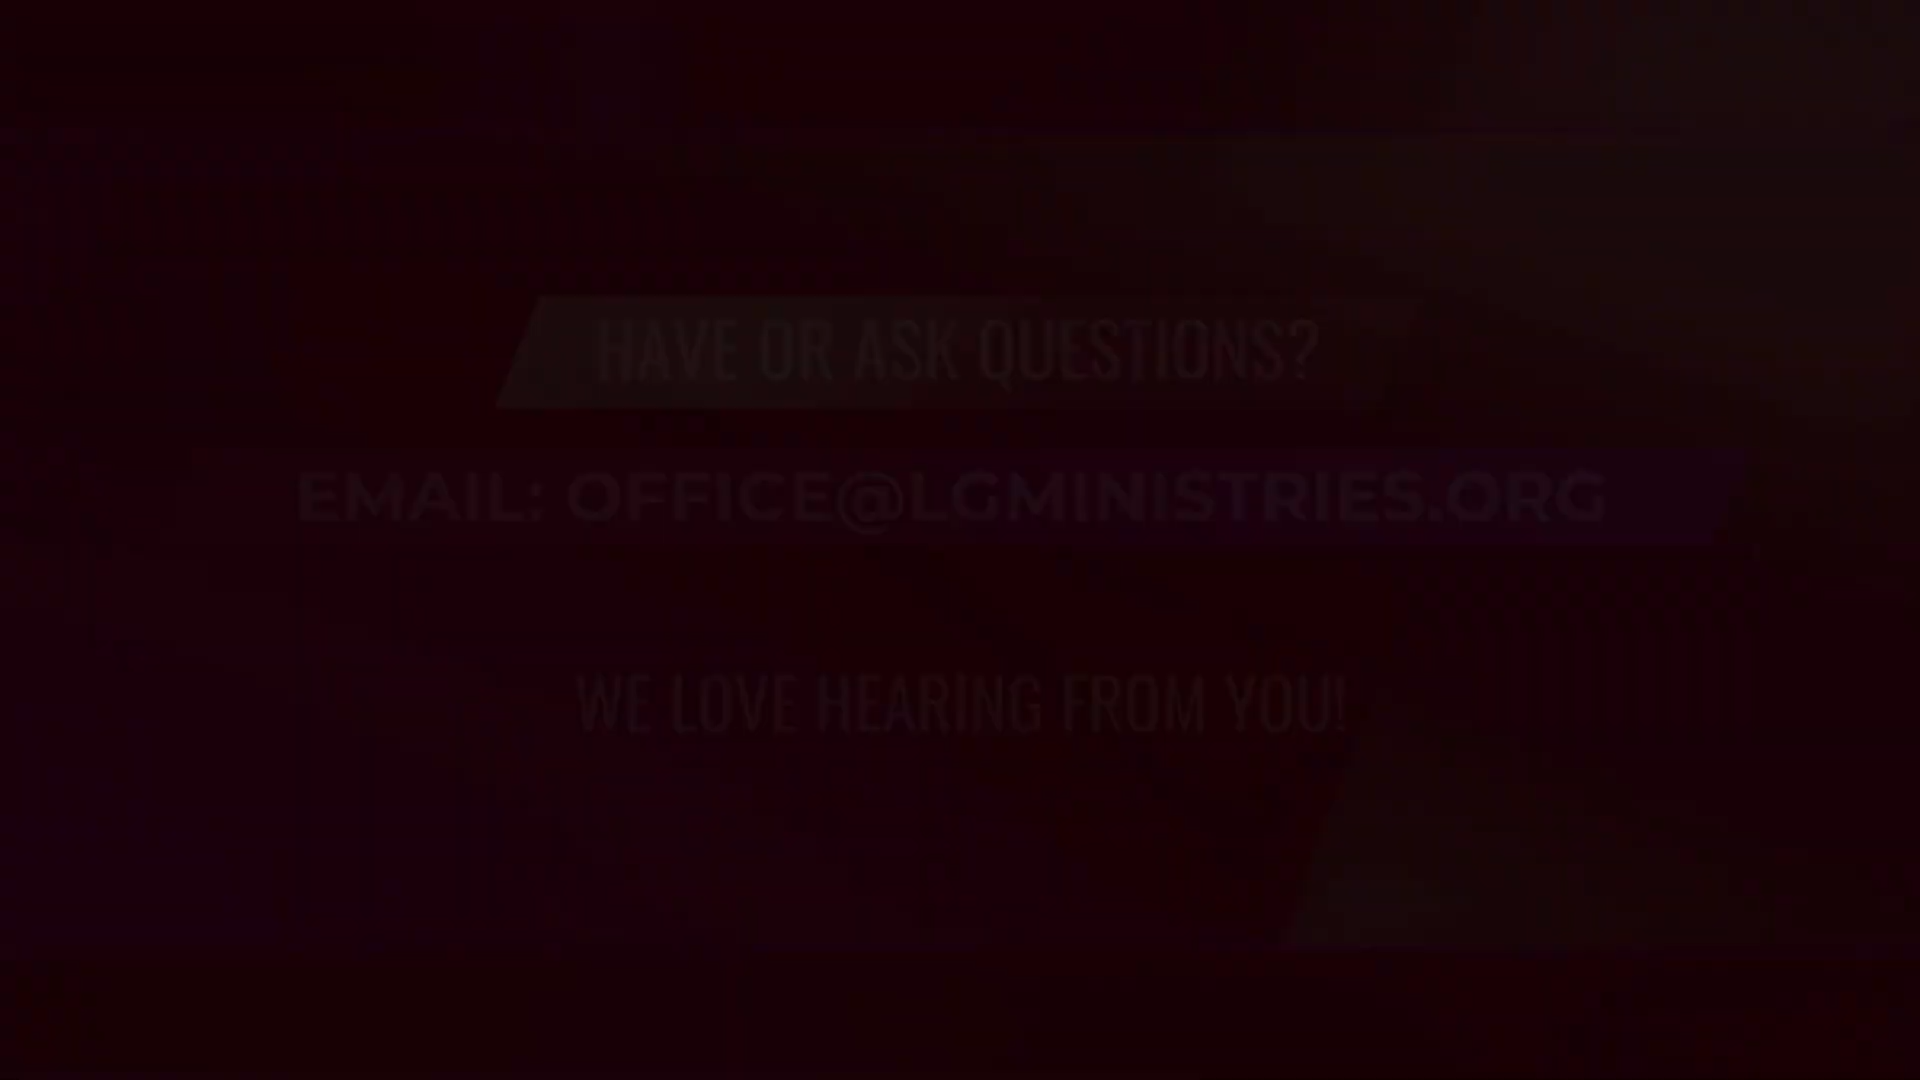 HAVE OR ASK QUESTIONS?
EMAIL: OFFICE@LGMINISTRIES.ORG
WE LOVE HEARING FROM YOU!